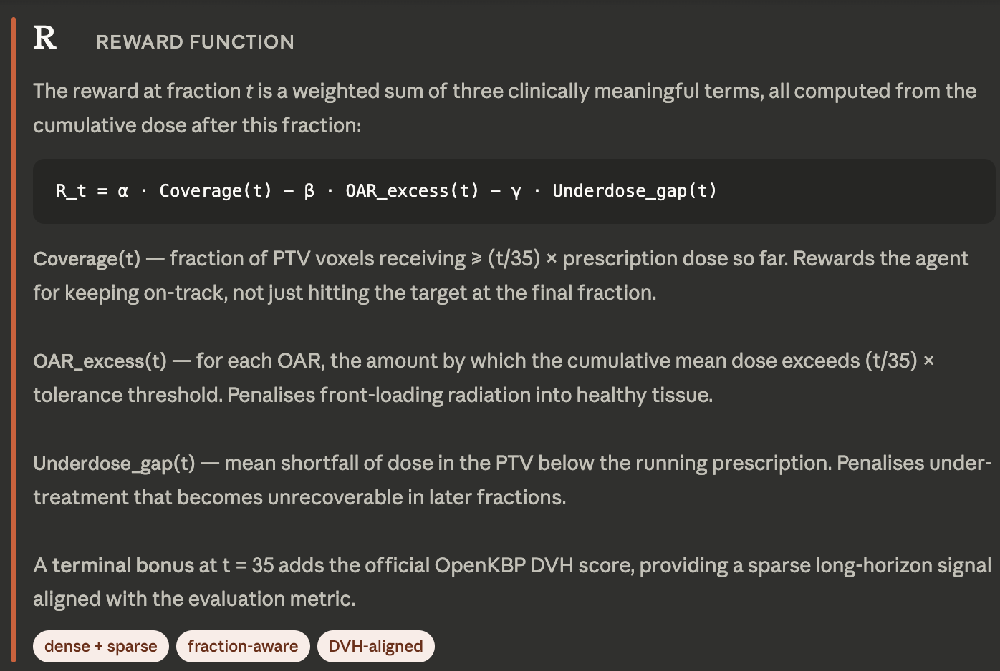 R REWARD FUNCTION
The reward at fraction t is a weighted sum of three clinically meaningful terms, all computed from the
cumulative dose after this fraction:
R_t = α · Coverage(t) − β · OAR_excess(t) − γ · Underdose_gap(t)
Coverage(t) — fraction of PTV voxels receiving ≥ (t/35) × prescription dose so far. Rewards the agent
for keeping on-track, not just hitting the target at the final fraction.
OAR_excess(t) — for each OAR, the amount by which the cumulative mean dose exceeds (t/35) ×
tolerance threshold. Penalises front-loading radiation into healthy tissue.
Underdose_gap(t) — mean shortfall of dose in the PTV below the running prescription. Penalises under-
treatment that becomes unrecoverable in later fractions.
A terminal bonus at t = 35 adds the official OpenKBP DVH score, providing a sparse long-horizon signal
aligned with the evaluation metric.
dense + sparse fraction-aware DVH-aligned